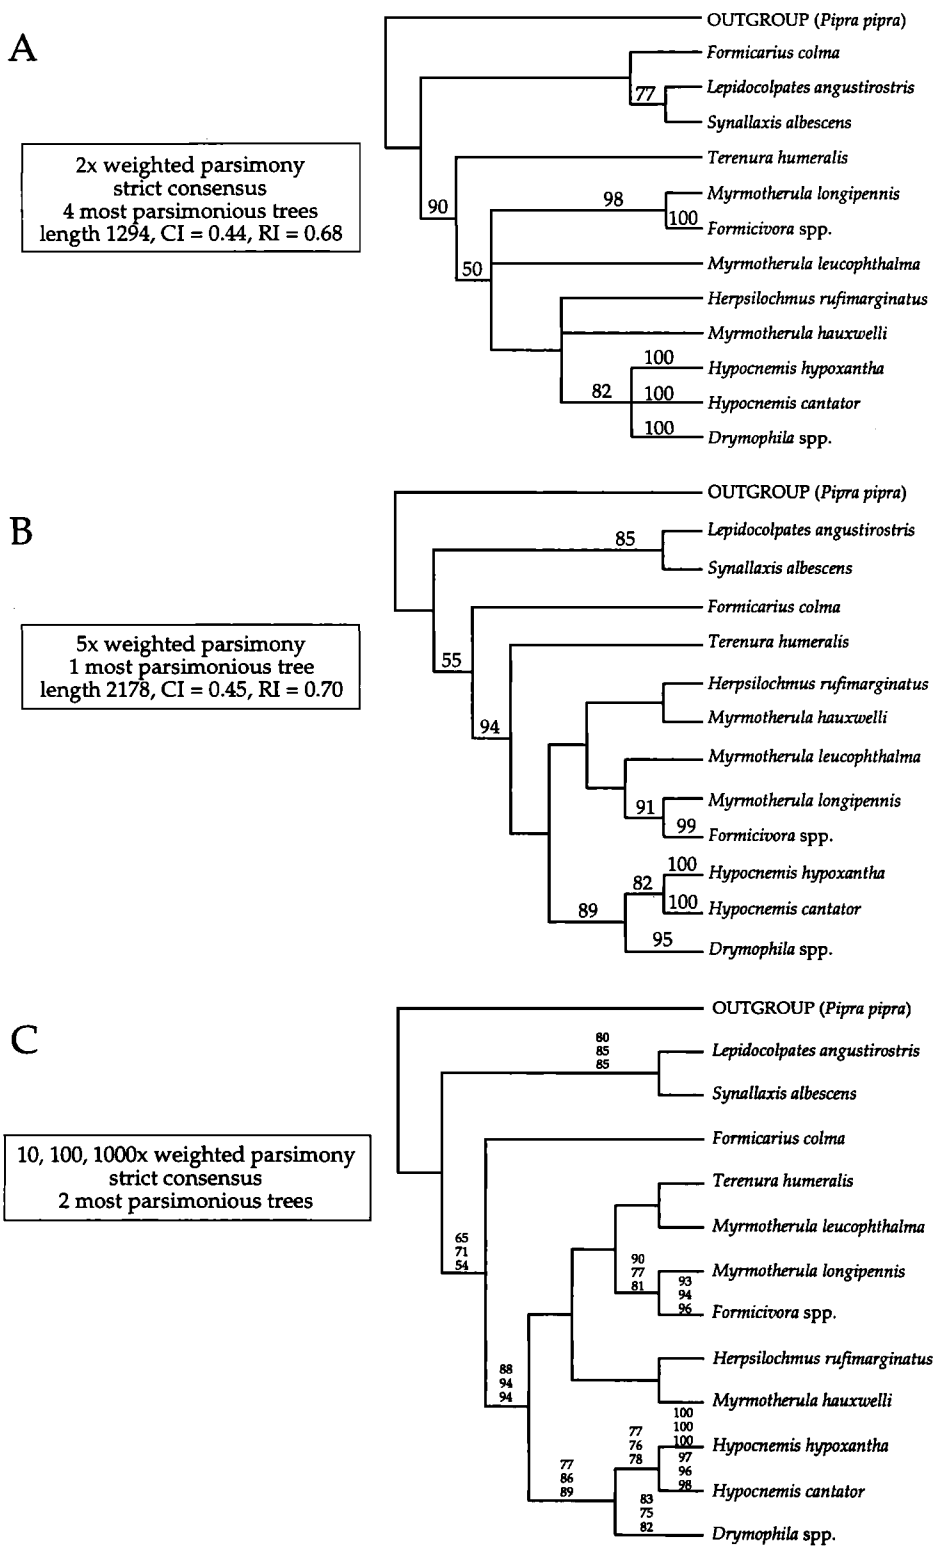 A
2x weighted parsimony
strict consensus
4 most parsimonious trees
length 1294, CI = 0.44, RI = 0.68
OUTGROUP (Pipra pipra)
Formicarius colma
77
Lepidocolpates angustirostris
Synallaxis albescens
Terenura humeralis
90
98
Myrmotherula longipennis
100
Formicivora spp.
50
Myrmotherula leucophthalma
Herpsilochmus rufimarginatus
Myrmotherula hauxwelli
100
Hypocnemis hypoxantha
82
100
Hypocnemis cantator
100
Drymophila spp.
B
5x weighted parsimony
1 most parsimonious tree
length 2178, CI = 0.45, RI = 0.70
OUTGROUP (Pipra pipra)
85
Lepidocolpates angustirostris
Synallaxis albescens
Formicarius colma
55
Terenura humeralis
94
Herpsilochmus rufimarginatus
Myrmotherula hauxwelli
Myrmotherula leucophthalma
91
Myrmotherula longipennis
99
Formicivora spp.
100
Hypocnemis hypoxantha
82
100
Hypocnemis cantator
89
95
Drymophila spp.
C
10, 100, 1000x weighted parsimony
strict consensus
2 most parsimonious trees
OUTGROUP (Pipra pipra)
80
85
85
Lepidocolpates angustirostris
Synallaxis albescens
Formicarius colma
65
71
54
Terenura humeralis
Myrmotherula leucophthalma
90
77
81
Myrmotherula longipennis
93
94
96
Formicivora spp.
88
94
94
Herpsilochmus rufimarginatus
Myrmotherula hauxwelli
100
100
100
Hypocnemis hypoxantha
77
76
78
97
96
98
Hypocnemis cantator
77
86
89
83
75
82
Drymophila spp.